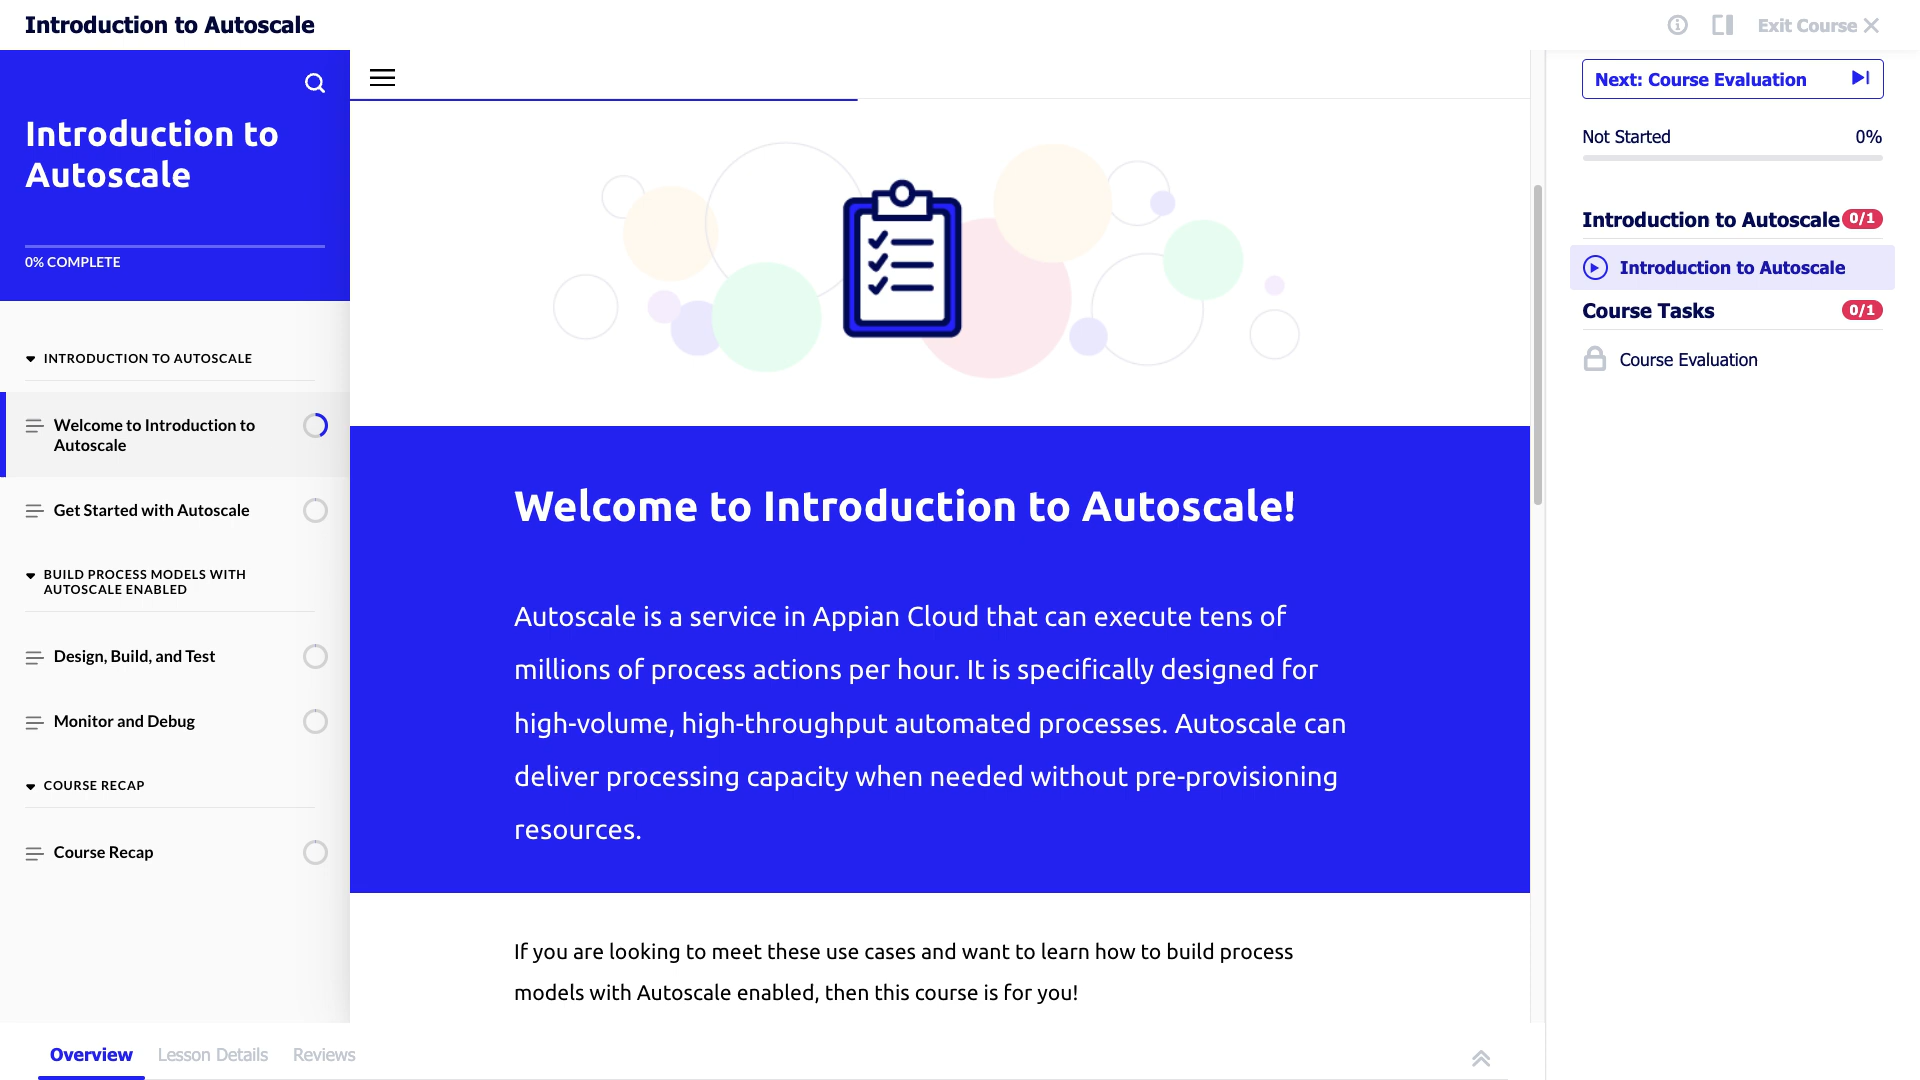 Introduction to Autoscale
Exit Course
Introduction to
Autoscale
0% COMPLETE
INTRODUCTION TO AUTOSCALE
Welcome to Introduction to
Autoscale
Get Started with Autoscale
BUILD PROCESS MODELS WITH
AUTOSCALE ENABLED
Design, Build, and Test
Monitor and Debug
COURSE RECAP
Course Recap
Welcome to Introduction to Autoscale!
Autoscale is a service in Appian Cloud that can execute tens of
millions of process actions per hour. It is specifically designed for
high-volume, high-throughput automated processes. Autoscale can
deliver processing capacity when needed without pre-provisioning
resources.
If you are looking to meet these use cases and want to learn how to build process
models with Autoscale enabled, then this course is for you!
Next: Course Evaluation
Not Started 0%
Introduction to Autoscale 0/1
Introduction to Autoscale
Course Tasks 0/1
Course Evaluation
Overview Lesson Details Reviews